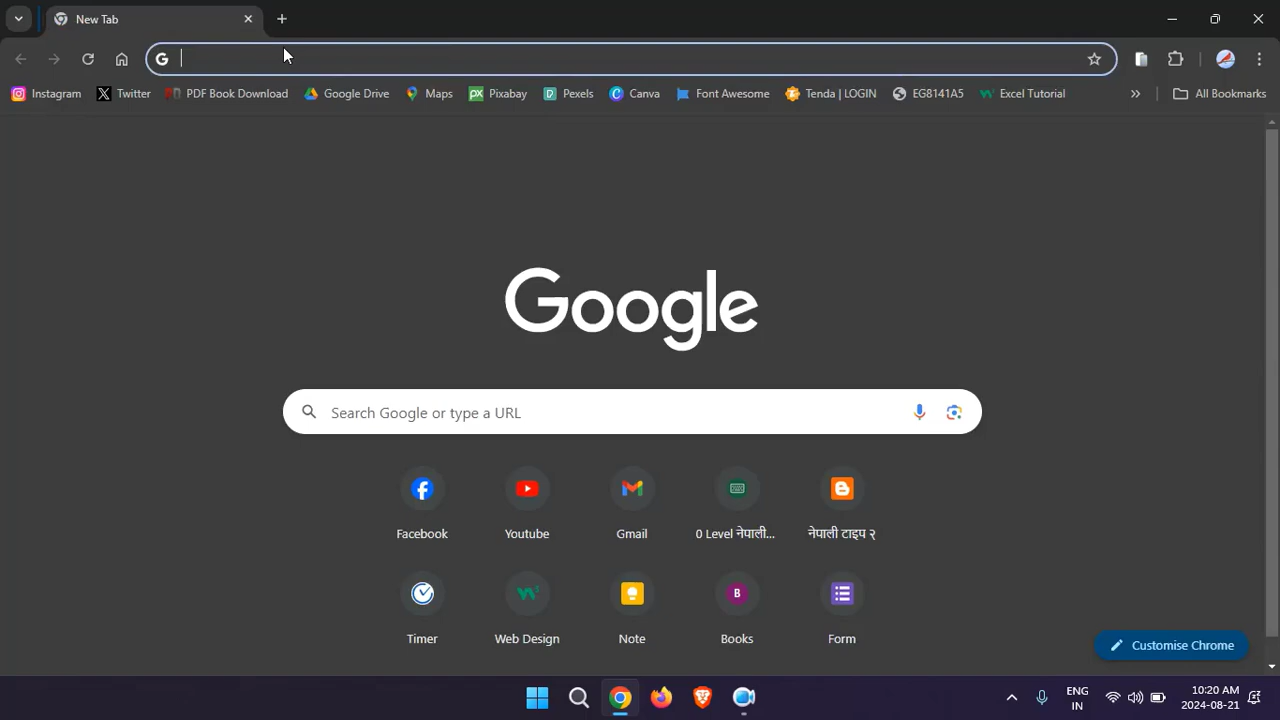 New Tab
Instagram Twitter PDF Book Download Google Drive Maps Pixabay Pexels Canva Font Awesome Tenda | LOGIN EG8141A5 Excel Tutorial All Bookmarks
Google
Search Google or type a URL
Facebook Youtube Gmail 0 Level नेपाली... नेपाली टाइप २
Timer Web Design Note Books Form
Customise Chrome
ENG
IN
10:20 AM
2024-08-21